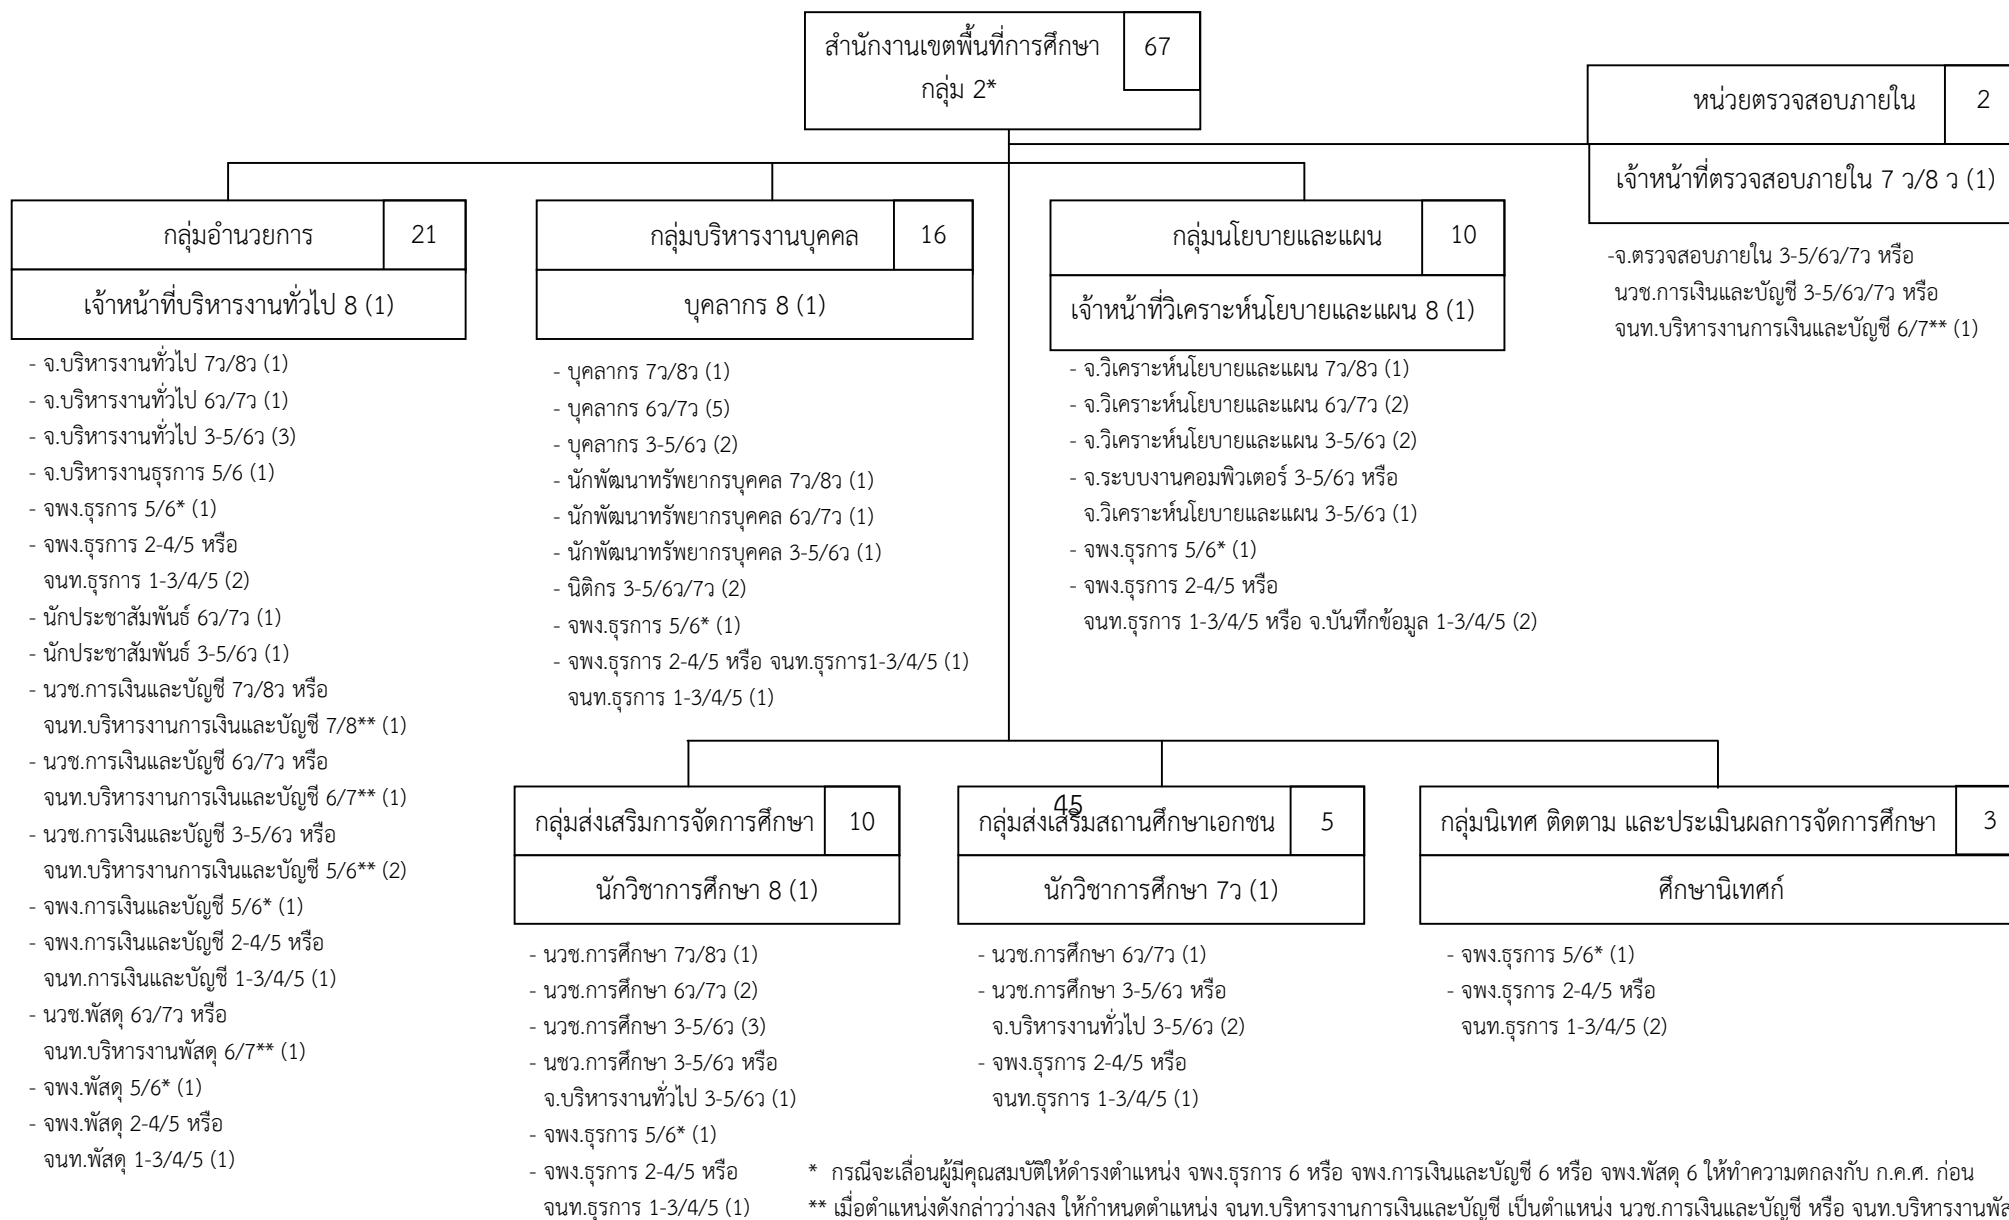 สำนักงานเขตพื้นที่การศึกษา 67
กลุ่ม 2*
หน่วยตรวจสอบภายใน 2
เจ้าหน้าที่ตรวจสอบภายใน 7 ว/8 ว (1)
-จ.ตรวจสอบภายใน 3-5/6ว/7ว หรือ
นวช.การเงินและบัญชี 3-5/6ว/7ว หรือ
จนท.บริหารงานการเงินและบัญชี 6/7** (1)
กลุ่มอำนวยการ 21
เจ้าหน้าที่บริหารงานทั่วไป 8 (1)
- จ.บริหารงานทั่วไป 7ว/8ว (1)
- จ.บริหารงานทั่วไป 6ว/7ว (1)
- จ.บริหารงานทั่วไป 3-5/6ว (3)
- จ.บริหารงานธุรการ 5/6 (1)
- จพง.ธุรการ 5/6* (1)
- จพง.ธุรการ 2-4/5 หรือ
จนท.ธุรการ 1-3/4/5 (2)
- นักประชาสัมพันธ์ 6ว/7ว (1)
- นักประชาสัมพันธ์ 3-5/6ว (1)
- นวช.การเงินและบัญชี 7ว/8ว หรือ
จนท.บริหารงานการเงินและบัญชี 7/8** (1)
- นวช.การเงินและบัญชี 6ว/7ว หรือ
จนท.บริหารงานการเงินและบัญชี 6/7** (1)
- นวช.การเงินและบัญชี 3-5/6ว หรือ
จนท.บริหารงานการเงินและบัญชี 5/6** (2)
- จพง.การเงินและบัญชี 5/6* (1)
- จพง.การเงินและบัญชี 2-4/5 หรือ
จนท.การเงินและบัญชี 1-3/4/5 (1)
- นวช.พัสดุ 6ว/7ว หรือ
จนท.บริหารงานพัสดุ 6/7** (1)
- จพง.พัสดุ 5/6* (1)
- จพง.พัสดุ 2-4/5 หรือ
จนท.พัสดุ 1-3/4/5 (1)
กลุ่มบริหารงานบุคคล 16
บุคลากร 8 (1)
- บุคลากร 7ว/8ว (1)
- บุคลากร 6ว/7ว (5)
- บุคลากร 3-5/6ว (2)
- นักพัฒนาทรัพยากรบุคคล 7ว/8ว (1)
- นักพัฒนาทรัพยากรบุคคล 6ว/7ว (1)
- นักพัฒนาทรัพยากรบุคคล 3-5/6ว (1)
- นิติกร 3-5/6ว/7ว (2)
- จพง.ธุรการ 5/6* (1)
- จพง.ธุรการ 2-4/5 หรือ จนท.ธุรการ1-3/4/5 (1)
จนท.ธุรการ 1-3/4/5 (1)
กลุ่มนโยบายและแผน 10
เจ้าหน้าที่วิเคราะห์นโยบายและแผน 8 (1)
- จ.วิเคราะห์นโยบายและแผน 7ว/8ว (1)
- จ.วิเคราะห์นโยบายและแผน 6ว/7ว (2)
- จ.วิเคราะห์นโยบายและแผน 3-5/6ว (2)
- จ.ระบบงานคอมพิวเตอร์ 3-5/6ว หรือ
จ.วิเคราะห์นโยบายและแผน 3-5/6ว (1)
- จพง.ธุรการ 5/6* (1)
- จพง.ธุรการ 2-4/5 หรือ
จนท.ธุรการ 1-3/4/5 หรือ จ.บันทึกข้อมูล 1-3/4/5 (2)
กลุ่มส่งเสริมการจัดการศึกษา 10
นักวิชาการศึกษา 8 (1)
- นวช.การศึกษา 7ว/8ว (1)
- นวช.การศึกษา 6ว/7ว (2)
- นวช.การศึกษา 3-5/6ว (3)
- นชว.การศึกษา 3-5/6ว หรือ
จ.บริหารงานทั่วไป 3-5/6ว (1)
- จพง.ธุรการ 5/6* (1)
- จพง.ธุรการ 2-4/5 หรือ
จนท.ธุรการ 1-3/4/5 (1)
45
กลุ่มส่งเสริมสถานศึกษาเอกชน 5
นักวิชาการศึกษา 7ว (1)
- นวช.การศึกษา 6ว/7ว (1)
- นวช.การศึกษา 3-5/6ว หรือ
จ.บริหารงานทั่วไป 3-5/6ว (2)
- จพง.ธุรการ 2-4/5 หรือ
จนท.ธุรการ 1-3/4/5 (1)
กลุ่มนิเทศ ติดตาม และประเมินผลการจัดการศึกษา 3
ศึกษานิเทศก์
- จพง.ธุรการ 5/6* (1)
- จพง.ธุรการ 2-4/5 หรือ
จนท.ธุรการ 1-3/4/5 (2)
* กรณีจะเลื่อนผู้มีคุณสมบัติให้ดำรงตำแหน่ง จพง.ธุรการ 6 หรือ จพง.การเงินและบัญชี 6 หรือ จพง.พัสดุ 6 ให้ทำความตกลงกับ ก.ค.ศ. ก่อน
** เมื่อตำแหน่งดังกล่าวว่างลง ให้กำหนดตำแหน่ง จนท.บริหารงานการเงินและบัญชี เป็นตำแหน่ง นวช.การเงินและบัญชี หรือ จนท.บริหารงานพัส